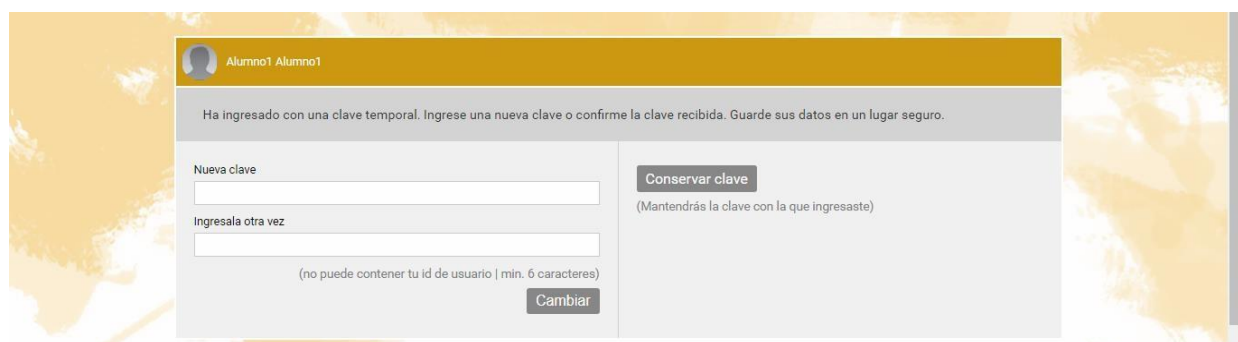 Alumno1 Alumno1
Ha ingresado con una clave temporal. Ingrese una nueva clave o confirme la clave recibida. Guarde sus datos en un lugar seguro.
Nueva clave
Ingresala otra vez
(no puede contener tu id de usuario | min. 6 caracteres)
Cambiar
Conservar clave
(Mantendrás la clave con la que ingresaste)